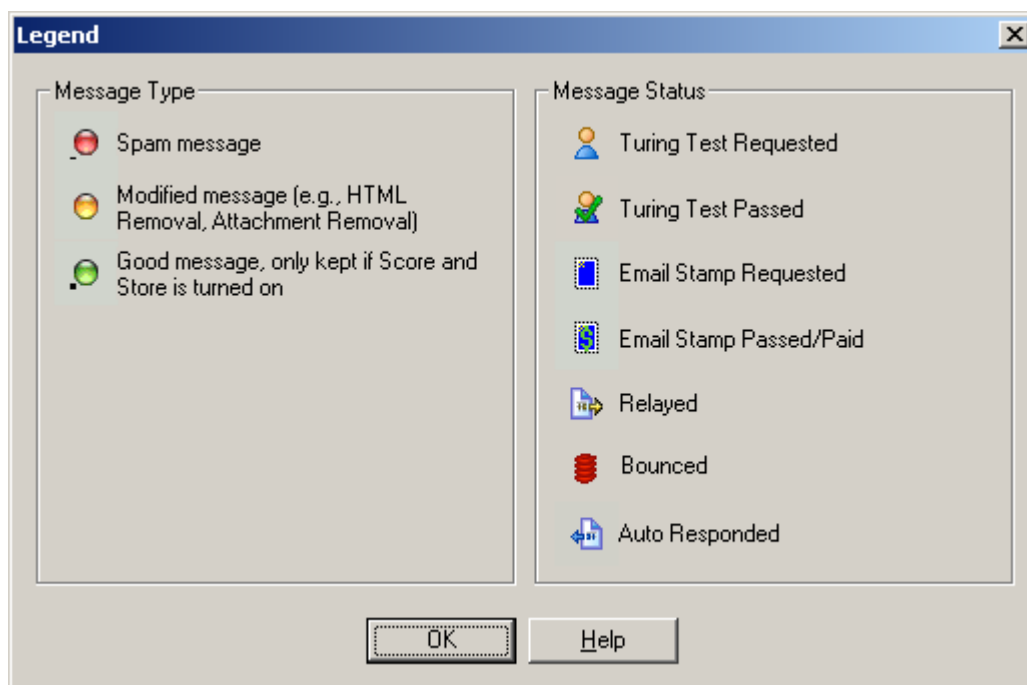 Legend
Message Type
Spam message
Modified message (e.g., HTML
Removal, Attachment Removal)
Good message, only kept if Score and
Store is turned on
Message Status
Turing Test Requested
Turing Test Passed
Email Stamp Requested
Email Stamp Passed/Paid
Relayed
Bounced
Auto Responded
OK
Help